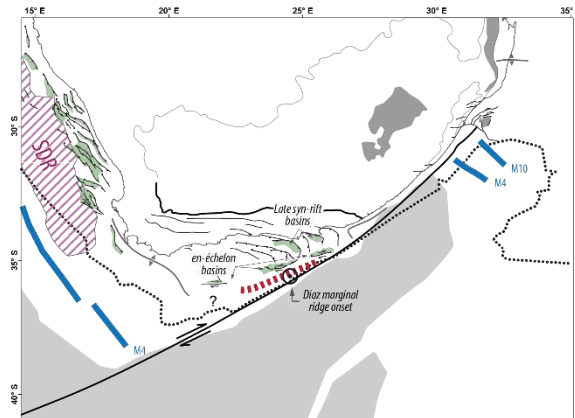 15° E
20° E
25° E
30° E
35°
30° S
SDR
M10
M4
Late syn-rift
basins
en-échelon
basins
35° S
?
Diaz marginal
ridge onset
M4
40° S